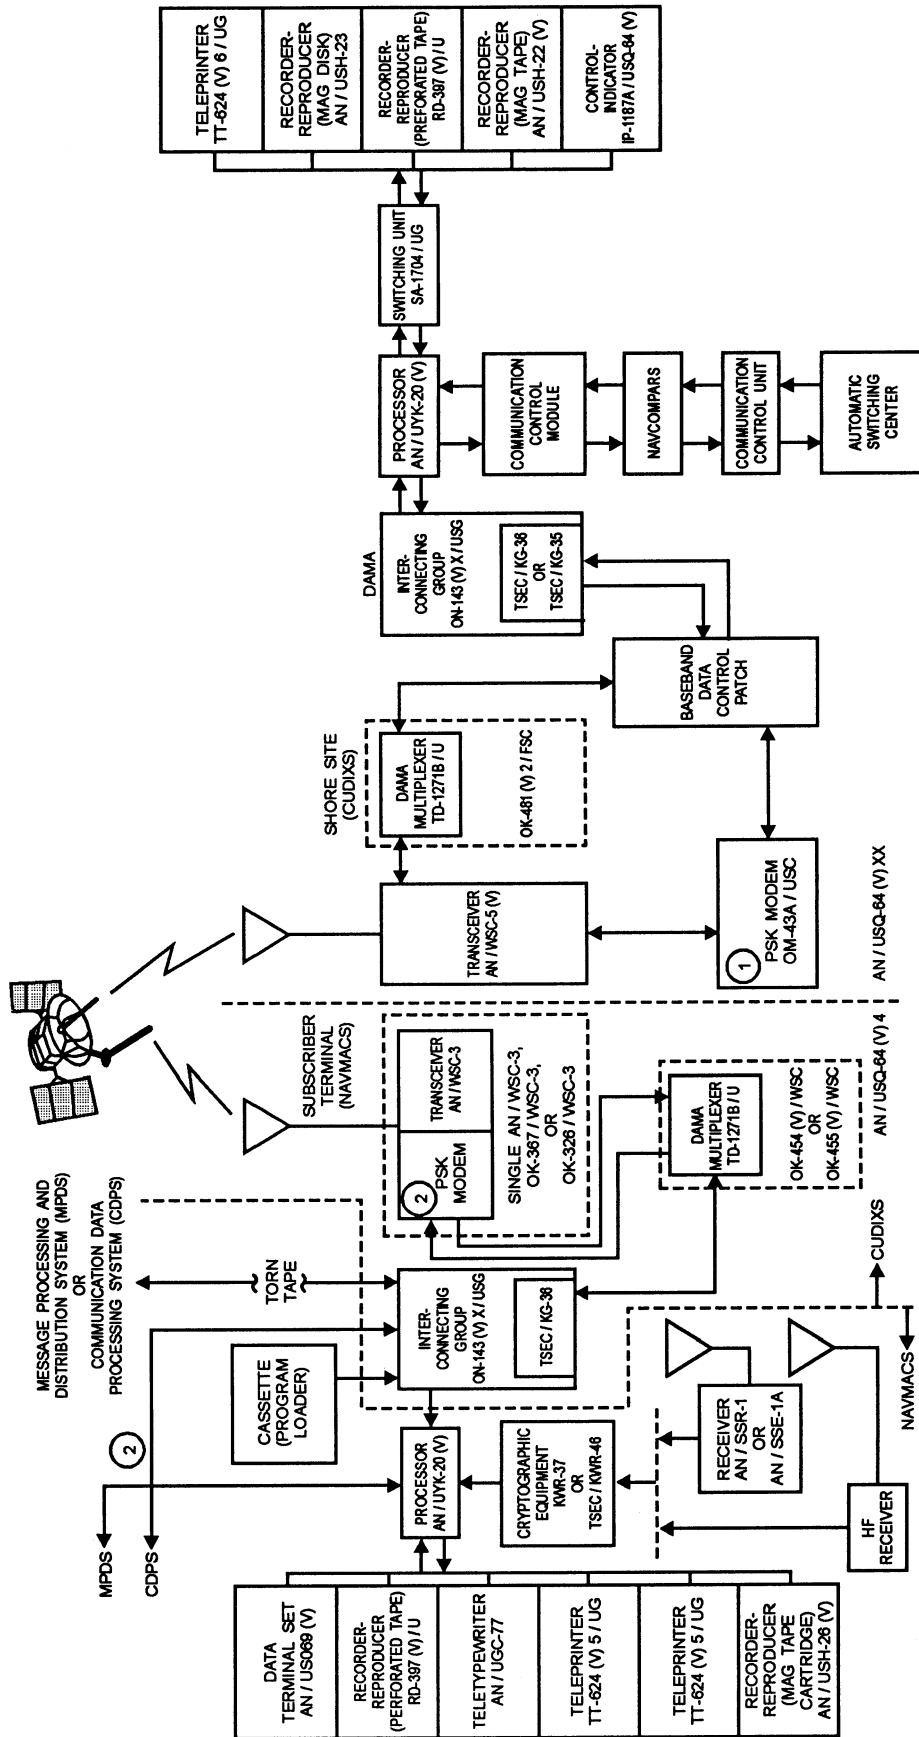 MESSAGE PROCESSING AND
DISTRIBUTION SYSTEM (MPDS)
OR
COMMUNICATION DATA
PROCESSING SYSTEM (CDPS)
MPDS
CDPS
2
TORN
TAPE
CASSETTE
(PROGRAM
LOADER)
DATA
TERMINAL SET
AN / US069 (V)
RECORDER-
REPRODUCER
(PERFORATED TAPE)
RD-397 (V) / U
TELETYPEWRITER
AN / UGC-77
TELEPRINTER
TT-624 (V) 5 / UG
TELEPRINTER
TT-624 (V) 5 / UG
RECORDER-
REPRODUCER
(MAG TAPE
CARTRIDGE)
AN / USH-26 (V)
PROCESSOR
AN / UYK-20 (V)
CRYPTOGRAPHIC
EQUIPMENT
KWR-37
OR
TSEC / KWR-46
INTER-
CONNECTING
GROUP
ON-143 (V) X / USG
TSEC / KG-36
RECEIVER
AN / SSR-1
OR
AN / SSE-1A
HF
RECEIVER
CUDIXS
NAVMACS
SUBSCRIBER
TERMINAL
(NAVMACS)
2
PSK
MODEM
TRANSCEIVER
AN / WSC-3
SINGLE AN / WSC-3,
OK-367 / WSC-3,
OR
OK-326 / WSC-3
DAMA
MULTIPLEXER
TD-1271B / U
OK-454 (V) / WSC
OR
OK-455 (V) / WSC
AN / USQ-64 (V) 4
AN / USQ-64 (V) XX
TRANSCEIVER
AN / WSC-5 (V)
1
PSK MODEM
OM-43A / USC
SHORE SITE
(CUDIXS)
DAMA
MULTIPLEXER
TD-1271B / U
OK-481 (V) 2 / FSC
BASEBAND
DATA
CONTROL
PATCH
DAMA
INTER-
CONNECTING
GROUP
ON-143 (V) X / USG
TSEC / KG-36
OR
TSEC / KG-35
PROCESSOR
AN / UYK-20 (V)
COMMUNICATION
CONTROL
MODULE
NAVCOMPARS
COMMUNICATION
CONTROL UNIT
AUTOMATIC
SWITCHING
CENTER
SWITCHING UNIT
SA-1704 / UG
TELEPRINTER
TT-624 (V) 6 / UG
RECORDER-
REPRODUCER
(MAG DISK)
AN / USH-23
RECORDER-
REPRODUCER
(PREFORATED TAPE)
RD-397 (V) / U
RECORDER-
REPRODUCER
(MAG TAPE)
AN / USH-22 (V)
CONTROL-
INDICATOR
IP-1187A / USQ-64 (V)